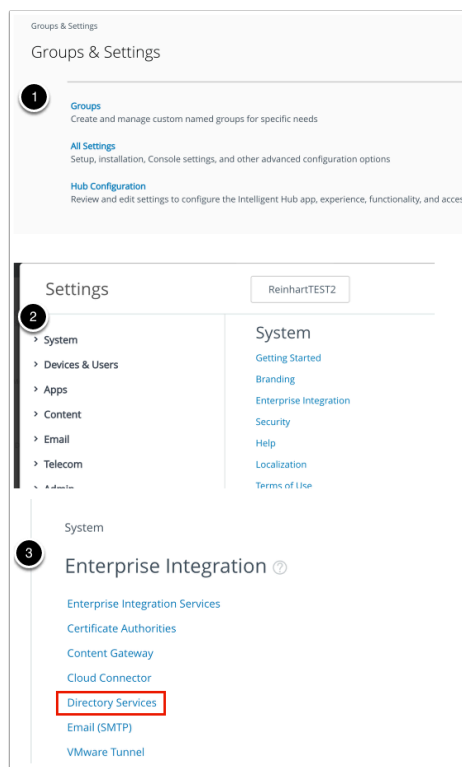 Groups & Settings
Groups & Settings
1
Groups
Create and manage custom named groups for specific needs
All Settings
Setup, installation, Console settings, and other advanced configuration options
Hub Configuration
Review and edit settings to configure the Intelligent Hub app, experience, functionality, and acces
Settings
ReinhartTEST2
2
System
System
Getting Started
Devices & Users
Branding
Apps
Enterprise Integration
Content
Security
Email
Help
Telecom
Localization
Admin
Terms of Use
System
3
Enterprise Integration
Enterprise Integration Services
Certificate Authorities
Content Gateway
Cloud Connector
Directory Services
Email (SMTP)
VMware Tunnel